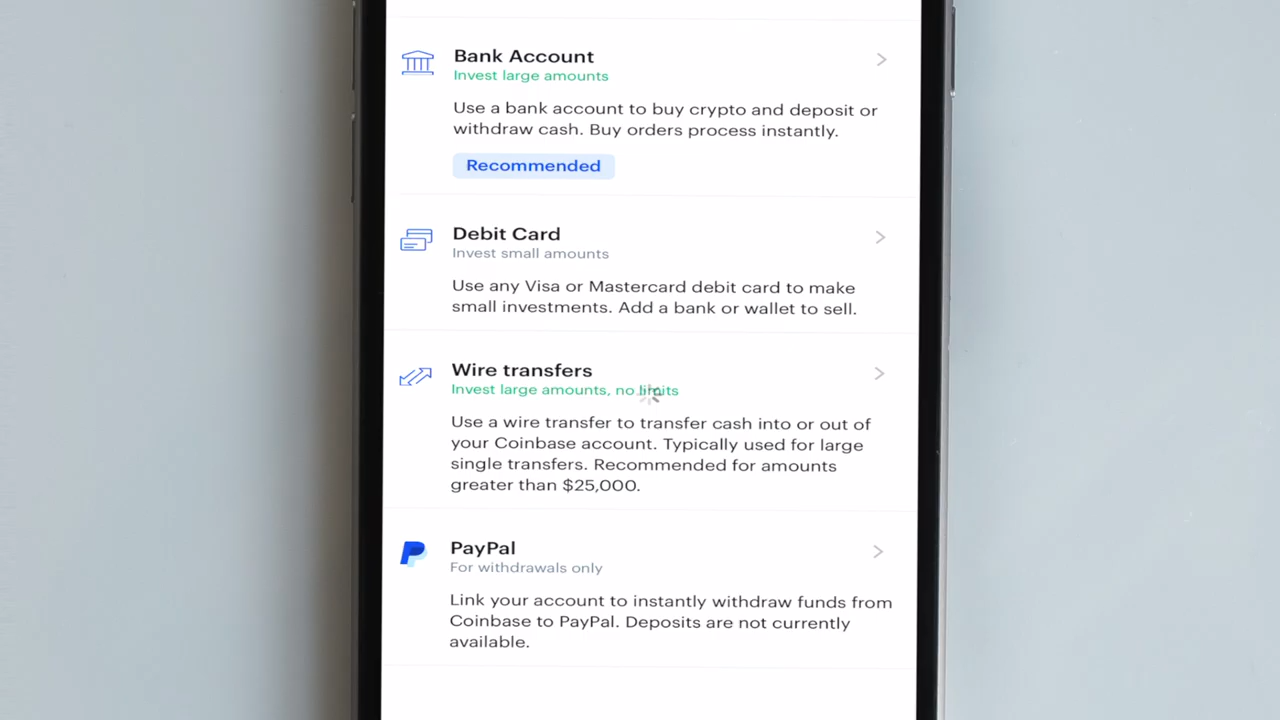 Bank Account
Invest large amounts
Use a bank account to buy crypto and deposit or
withdraw cash. Buy orders process instantly.
Recommended
Debit Card
Invest small amounts
Use any Visa or Mastercard debit card to make
small investments. Add a bank or wallet to sell.
Wire transfers
Invest large amounts, no limits
Use a wire transfer to transfer cash into or out of
your Coinbase account. Typically used for large
single transfers. Recommended for amounts
greater than $25,000.
PayPal
For withdrawals only
Link your account to instantly withdraw funds from
Coinbase to PayPal. Deposits are not currently
available.